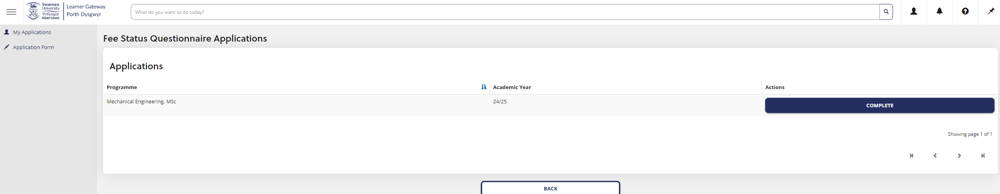 Swansea
University
Prifysgol
Abertawe
Learner Gateway
Porth Dysgwyr
What do you want to do today?
My Applications
Application Form
Fee Status Questionnaire Applications
Applications
Programme Academic Year Actions
Mechanical Engineering, MSc 24/25 COMPLETE
Showing page 1 of 1
BACK